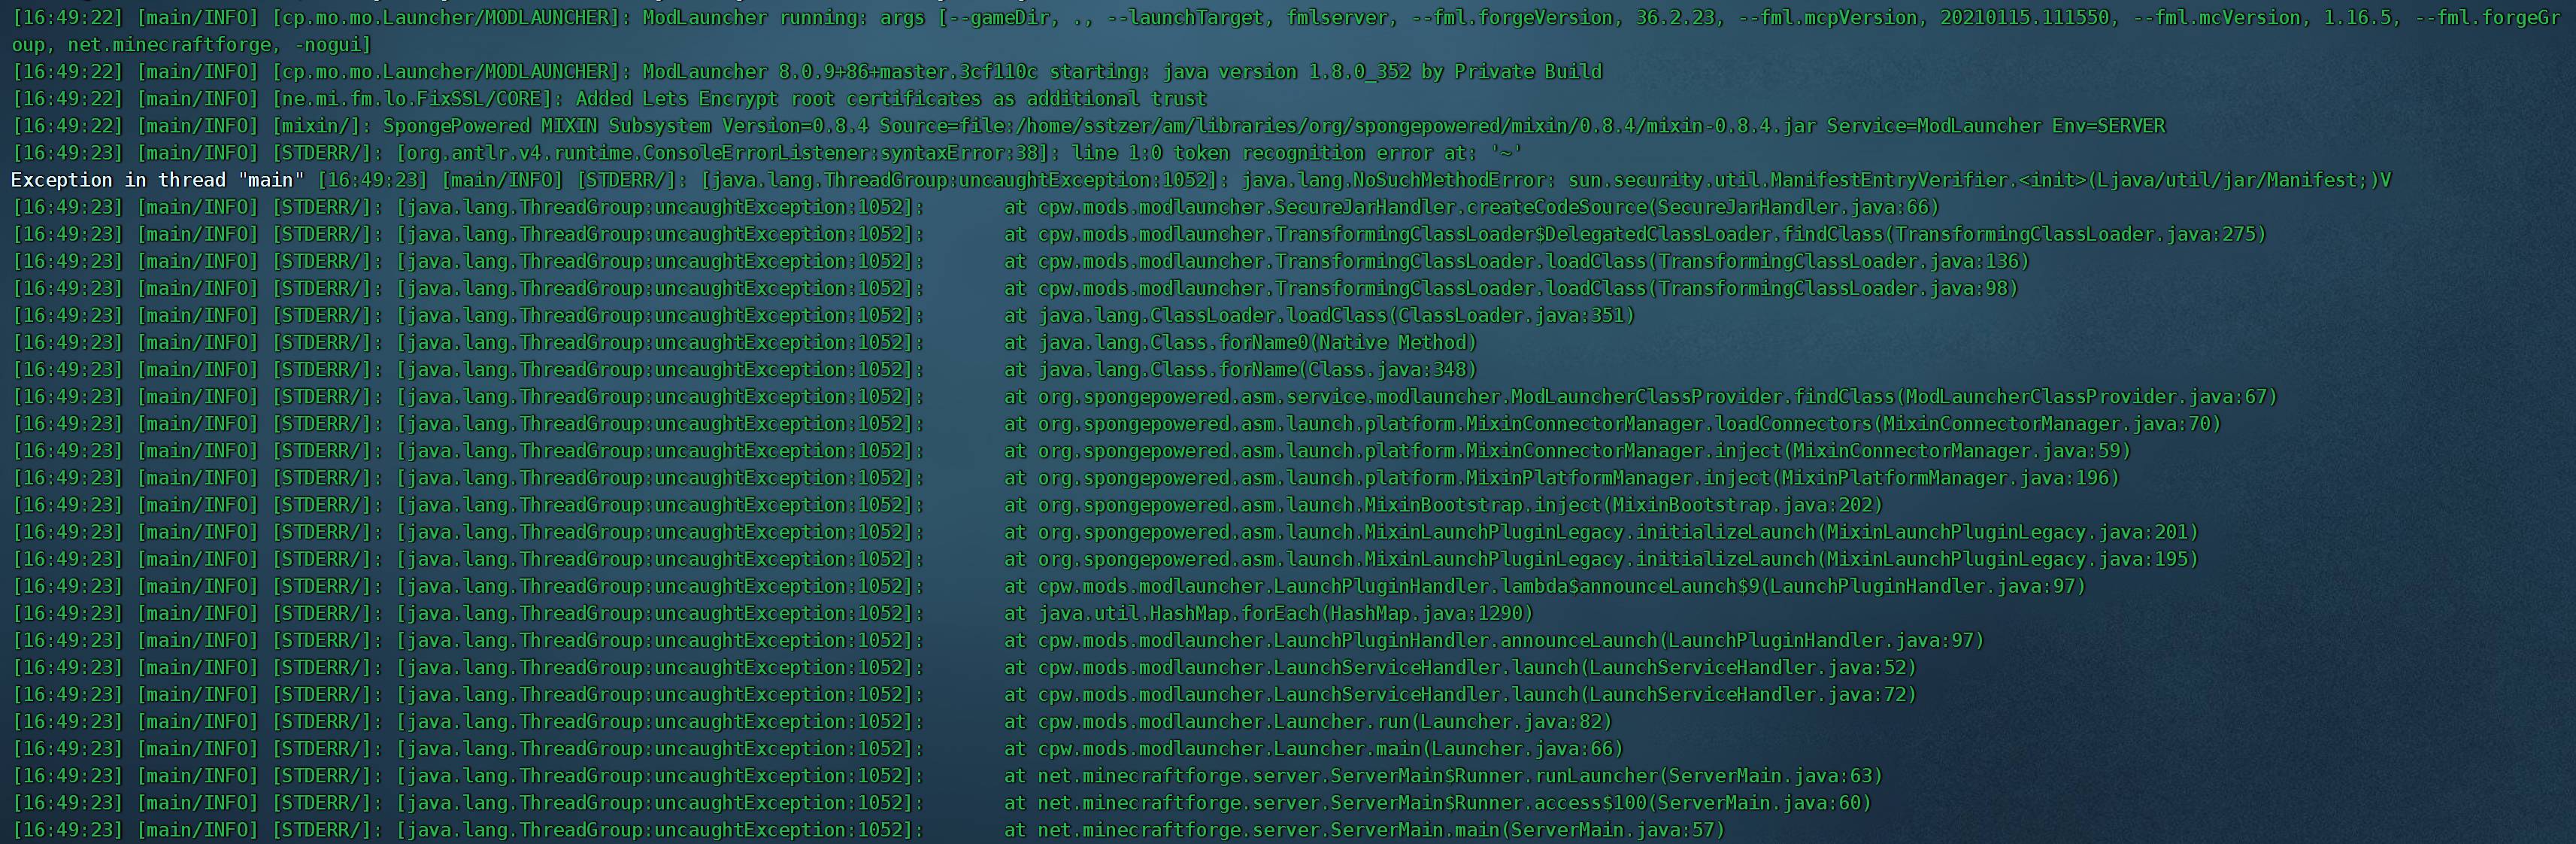 [16:49:22] [main/INFO] [cp.mo.mo.Launcher/MODLAUNCHER]: ModLauncher running: args [--gameDir, ., --launchTarget, fmlserver, --fml.forgeVersion, 36.2.23, --fml.mcpVersion, 20210115.111550, --fml.mcVersion, 1.16.5, --fml.forgeGr
oup, net.minecraftforge, -nogui]
[16:49:22] [main/INFO] [cp.mo.mo.Launcher/MODLAUNCHER]: ModLauncher 8.0.9+86+master.3cf110c starting: java version 1.8.0_352 by Private Build
[16:49:22] [main/INFO] [ne.mi.fm.lo.FixSSL/CORE]: Added Lets Encrypt root certificates as additional trust
[16:49:22] [main/INFO] [mixin/]: SpongePowered MIXIN Subsystem Version=0.8.4 Source=file:/home/sstzer/am/libraries/org/spongepowered/mixin/0.8.4/mixin-0.8.4.jar Service=ModLauncher Env=SERVER
[16:49:23] [main/INFO] [STDERR/]: [org.antlr.v4.runtime.ConsoleErrorListener:syntaxError:38]: line 1:0 token recognition error at: '~'
Exception in thread "main" [16:49:23] [main/INFO] [STDERR/]: [java.lang.ThreadGroup:uncaughtException:1052]: java.lang.NoSuchMethodError: sun.security.util.ManifestEntryVerifier.<init>(Ljava/util/jar/Manifest;)V
[16:49:23] [main/INFO] [STDERR/]: [java.lang.ThreadGroup:uncaughtException:1052]: at cpw.mods.modlauncher.SecureJarHandler.createCodeSource(SecureJarHandler.java:66)
[16:49:23] [main/INFO] [STDERR/]: [java.lang.ThreadGroup:uncaughtException:1052]: at cpw.mods.modlauncher.TransformingClassLoader$DelegatedClassLoader.findClass(TransformingClassLoader.java:275)
[16:49:23] [main/INFO] [STDERR/]: [java.lang.ThreadGroup:uncaughtException:1052]: at cpw.mods.modlauncher.TransformingClassLoader.loadClass(TransformingClassLoader.java:136)
[16:49:23] [main/INFO] [STDERR/]: [java.lang.ThreadGroup:uncaughtException:1052]: at cpw.mods.modlauncher.TransformingClassLoader.loadClass(TransformingClassLoader.java:98)
[16:49:23] [main/INFO] [STDERR/]: [java.lang.ThreadGroup:uncaughtException:1052]: at java.lang.ClassLoader.loadClass(ClassLoader.java:351)
[16:49:23] [main/INFO] [STDERR/]: [java.lang.ThreadGroup:uncaughtException:1052]: at java.lang.Class.forName0(Native Method)
[16:49:23] [main/INFO] [STDERR/]: [java.lang.ThreadGroup:uncaughtException:1052]: at java.lang.Class.forName(Class.java:348)
[16:49:23] [main/INFO] [STDERR/]: [java.lang.ThreadGroup:uncaughtException:1052]: at org.spongepowered.asm.service.modlauncher.ModLauncherClassProvider.findClass(ModLauncherClassProvider.java:67)
[16:49:23] [main/INFO] [STDERR/]: [java.lang.ThreadGroup:uncaughtException:1052]: at org.spongepowered.asm.launch.platform.MixinConnectorManager.loadConnectors(MixinConnectorManager.java:70)
[16:49:23] [main/INFO] [STDERR/]: [java.lang.ThreadGroup:uncaughtException:1052]: at org.spongepowered.asm.launch.platform.MixinConnectorManager.inject(MixinConnectorManager.java:59)
[16:49:23] [main/INFO] [STDERR/]: [java.lang.ThreadGroup:uncaughtException:1052]: at org.spongepowered.asm.launch.platform.MixinPlatformManager.inject(MixinPlatformManager.java:196)
[16:49:23] [main/INFO] [STDERR/]: [java.lang.ThreadGroup:uncaughtException:1052]: at org.spongepowered.asm.launch.MixinBootstrap.inject(MixinBootstrap.java:202)
[16:49:23] [main/INFO] [STDERR/]: [java.lang.ThreadGroup:uncaughtException:1052]: at org.spongepowered.asm.launch.MixinLaunchPluginLegacy.initializeLaunch(MixinLaunchPluginLegacy.java:201)
[16:49:23] [main/INFO] [STDERR/]: [java.lang.ThreadGroup:uncaughtException:1052]: at org.spongepowered.asm.launch.MixinLaunchPluginLegacy.initializeLaunch(MixinLaunchPluginLegacy.java:195)
[16:49:23] [main/INFO] [STDERR/]: [java.lang.ThreadGroup:uncaughtException:1052]: at cpw.mods.modlauncher.LaunchPluginHandler.lambda$announceLaunch$9(LaunchPluginHandler.java:97)
[16:49:23] [main/INFO] [STDERR/]: [java.lang.ThreadGroup:uncaughtException:1052]: at java.util.HashMap.forEach(HashMap.java:1290)
[16:49:23] [main/INFO] [STDERR/]: [java.lang.ThreadGroup:uncaughtException:1052]: at cpw.mods.modlauncher.LaunchPluginHandler.announceLaunch(LaunchPluginHandler.java:97)
[16:49:23] [main/INFO] [STDERR/]: [java.lang.ThreadGroup:uncaughtException:1052]: at cpw.mods.modlauncher.LaunchServiceHandler.launch(LaunchServiceHandler.java:52)
[16:49:23] [main/INFO] [STDERR/]: [java.lang.ThreadGroup:uncaughtException:1052]: at cpw.mods.modlauncher.LaunchServiceHandler.launch(LaunchServiceHandler.java:72)
[16:49:23] [main/INFO] [STDERR/]: [java.lang.ThreadGroup:uncaughtException:1052]: at cpw.mods.modlauncher.Launcher.run(Launcher.java:82)
[16:49:23] [main/INFO] [STDERR/]: [java.lang.ThreadGroup:uncaughtException:1052]: at cpw.mods.modlauncher.Launcher.main(Launcher.java:66)
[16:49:23] [main/INFO] [STDERR/]: [java.lang.ThreadGroup:uncaughtException:1052]: at net.minecraftforge.server.ServerMain$Runner.runLauncher(ServerMain.java:63)
[16:49:23] [main/INFO] [STDERR/]: [java.lang.ThreadGroup:uncaughtException:1052]: at net.minecraftforge.server.ServerMain$Runner.access$100(ServerMain.java:60)
[16:49:23] [main/INFO] [STDERR/]: [java.lang.ThreadGroup:uncaughtException:1052]: at net.minecraftforge.server.ServerMain.main(ServerMain.java:57)